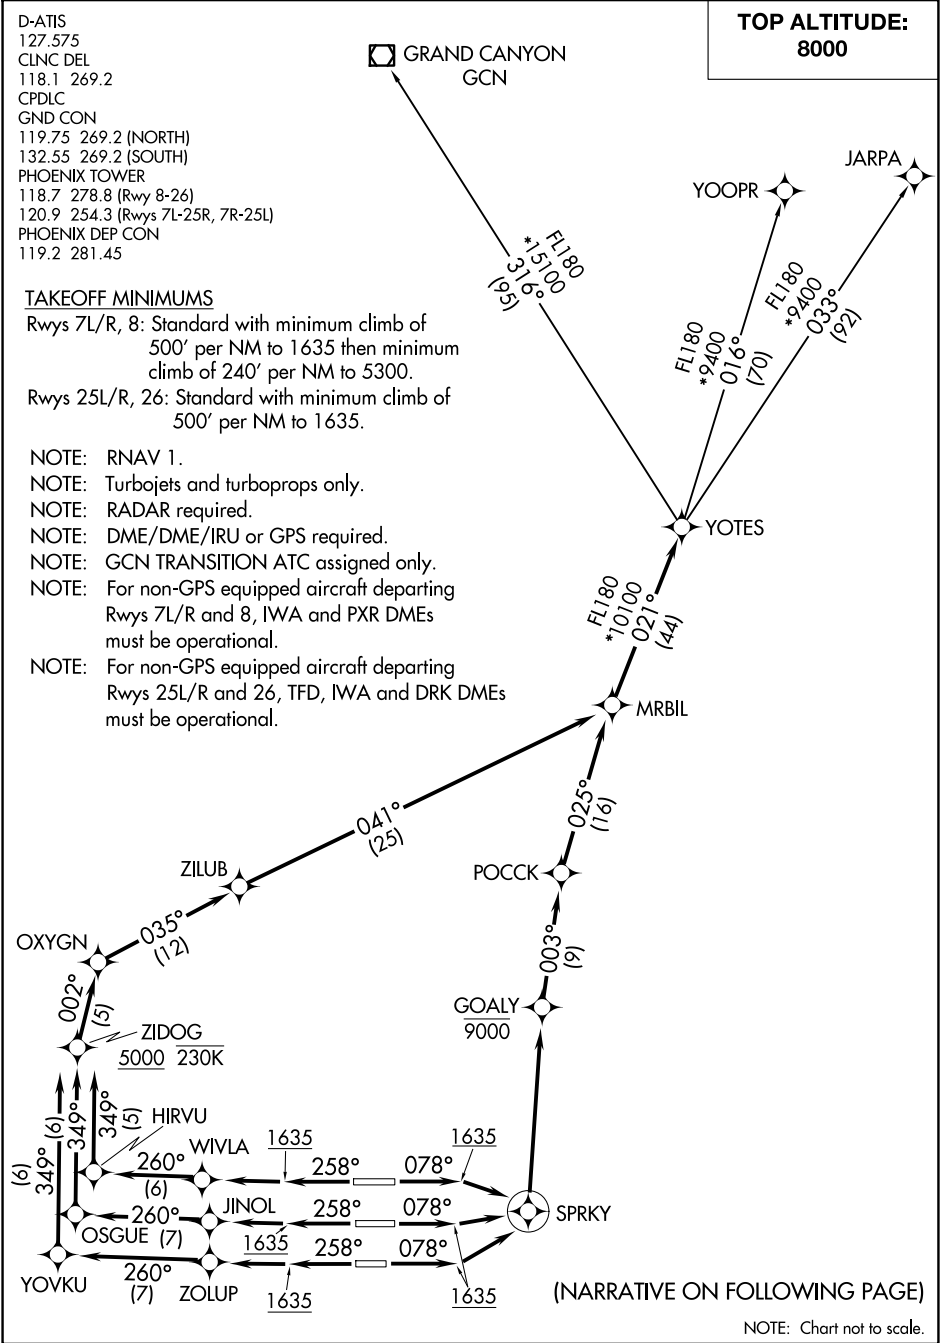 D-ATIS
127.575
CLNC DEL
118.1 269.2
CPDLC
GND CON
119.75 269.2 (NORTH)
132.55 269.2 (SOUTH)
PHOENIX TOWER
118.7 278.8 (Rwy 8-26)
120.9 254.3 (Rwys 7L-25R, 7R-25L)
PHOENIX DEP CON
119.2 281.45
TOP ALTITUDE:
8000
GRAND CANYON
GCN
JARPA
YOOPR
FL180
*15100
316°
(95)
FL180
*9400
016°
(70)
FL180
*9400
033°
(92)
TAKEOFF MINIMUMS
Rwys 7L/R, 8: Standard with minimum climb of
500' per NM to 1635 then minimum
climb of 240' per NM to 5300.
Rwys 25L/R, 26: Standard with minimum climb of
500' per NM to 1635.
NOTE: RNAV 1.
NOTE: Turbojets and turboprops only.
NOTE: RADAR required.
NOTE: DME/DME/IRU or GPS required.
NOTE: GCN TRANSITION ATC assigned only.
NOTE: For non-GPS equipped aircraft departing
Rwys 7L/R and 8, IWA and PXR DMEs
must be operational.
NOTE: For non-GPS equipped aircraft departing
Rwys 25L/R and 26, TFD, IWA and DRK DMEs
must be operational.
YOTES
FL180
*10100
021°
(44)
MRBIL
041°
(25)
025°
(16)
ZILUB
POCCK
035°
(12)
OXYGN
003°
(9)
002°
(5)
GOALY
9000
ZIDOG
5000 230K
(6)
349°
(6)
349°
349°
(5)
HIRVU
WIVLA
260°
(6)
1635
258°
078°
1635
JINOL
260°
(7)
OSGUE
1635
258°
078°
SPRKY
YOVKU
260°
(7)
ZOLUP
258°
078°
1635
1635
(NARRATIVE ON FOLLOWING PAGE)
NOTE: Chart not to scale.